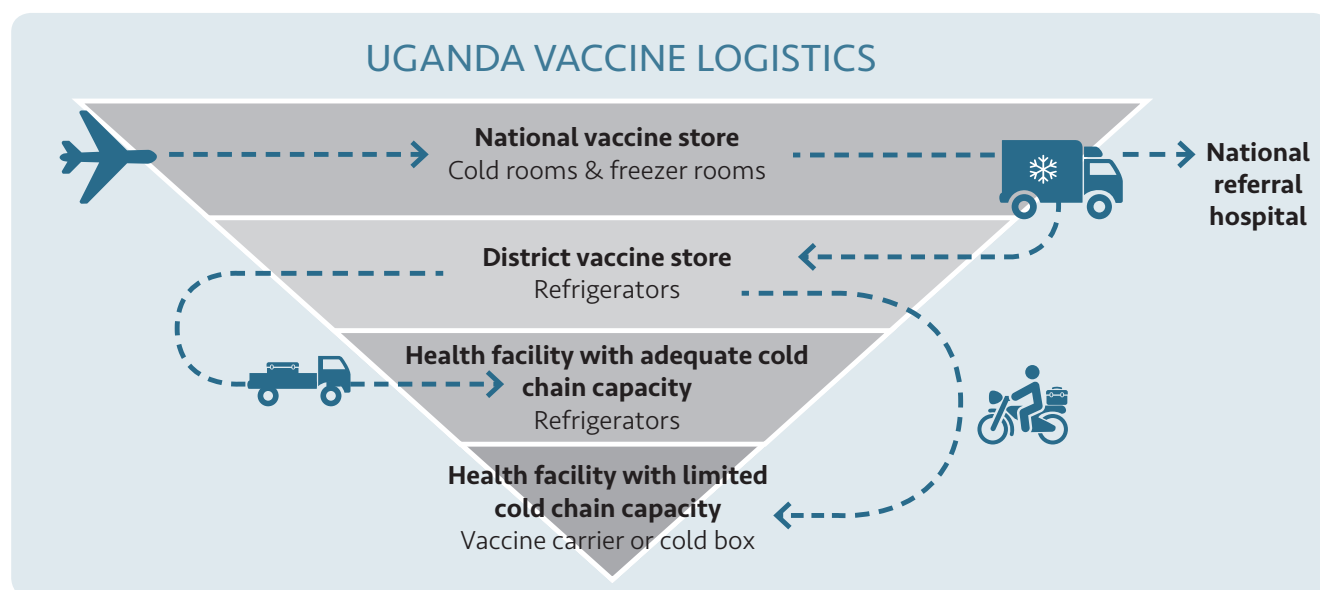 UGANDA VACCINE LOGISTICS
National vaccine store
Cold rooms & freezer rooms
National
referral
hospital
District vaccine store
Refrigerators
Health facility with adequate cold
chain capacity
Refrigerators
Health facility with limited
cold chain capacity
Vaccine carrier or cold box